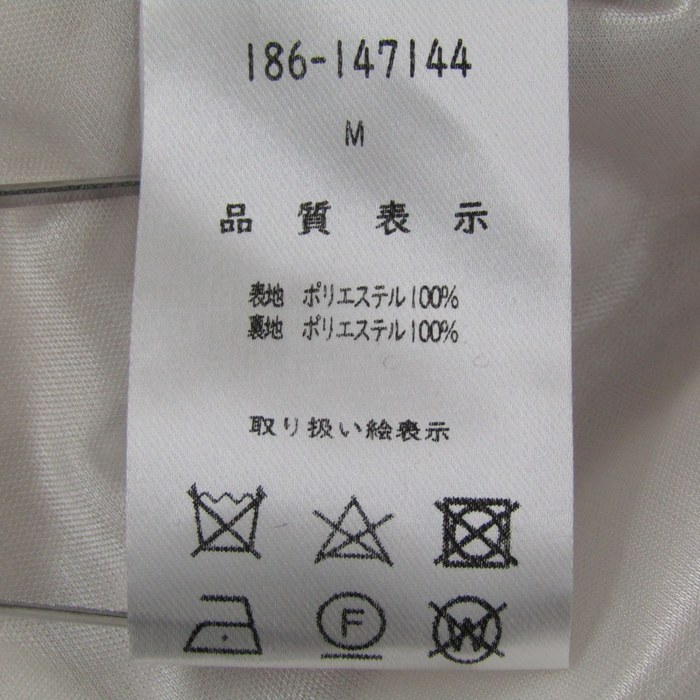 186-147144
M
品質表示
表地 ポリエステル100%
裏地 ポリエステル100%
取り扱い絵表示
F W